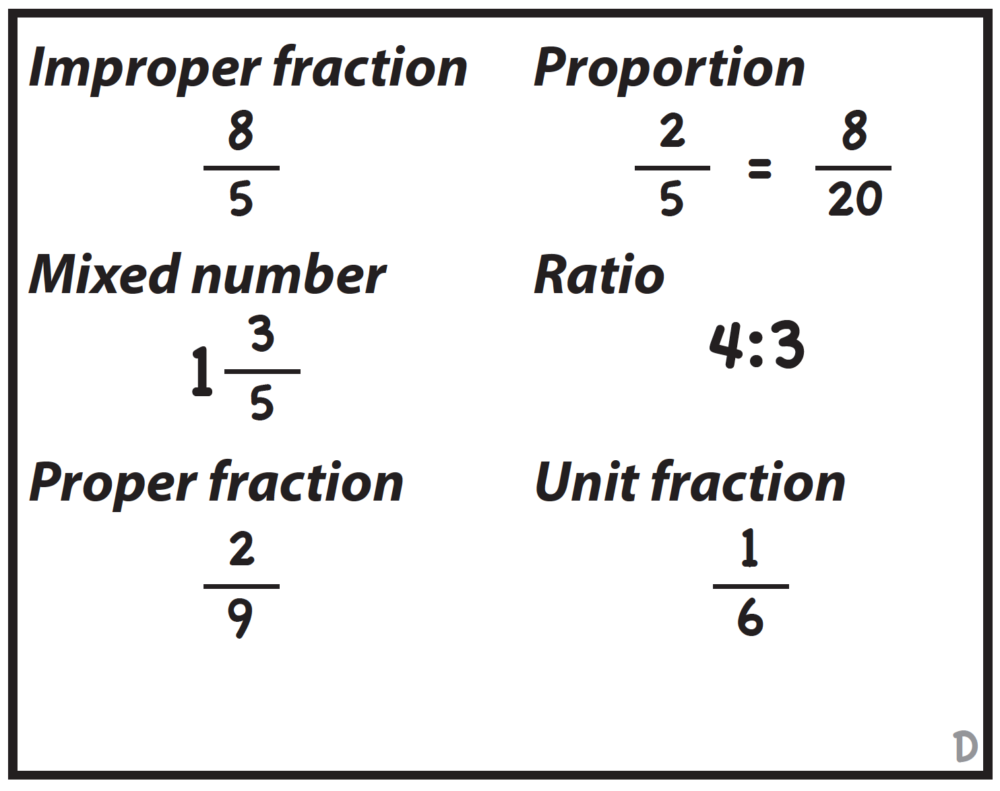 Improper fraction
8
5
Mixed number
1 3
5
Proper fraction
2
9
Proportion
2 = 8
5 20
Ratio
4:3
Unit fraction
1
6
D